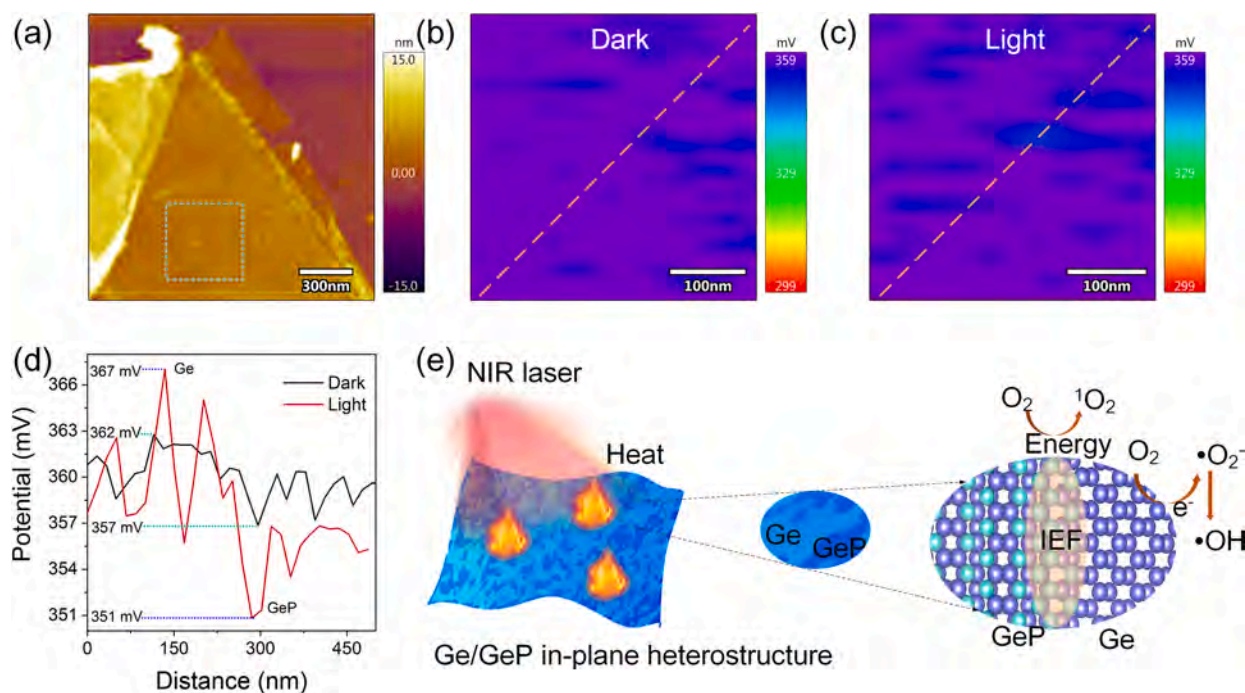 (a)
nm
15.0
0.00
-15.0
300nm
(b)
Dark
mV
359
329
299
100nm
(c)
Light
mV
359
329
299
100nm
(d)
Potential (mV)
366
363
360
357
354
351
367 mV
Ge
Dark
Light
362 mV
357 mV
351 mV
GeP
0
150
300
450
Distance (nm)
(e)
NIR laser
Heat
Ge
GeP
Ge/GeP in-plane heterostructure
O₂
¹O₂
Energy
O₂
•O₂⁻
e⁻
IEF
•OH
GeP
Ge